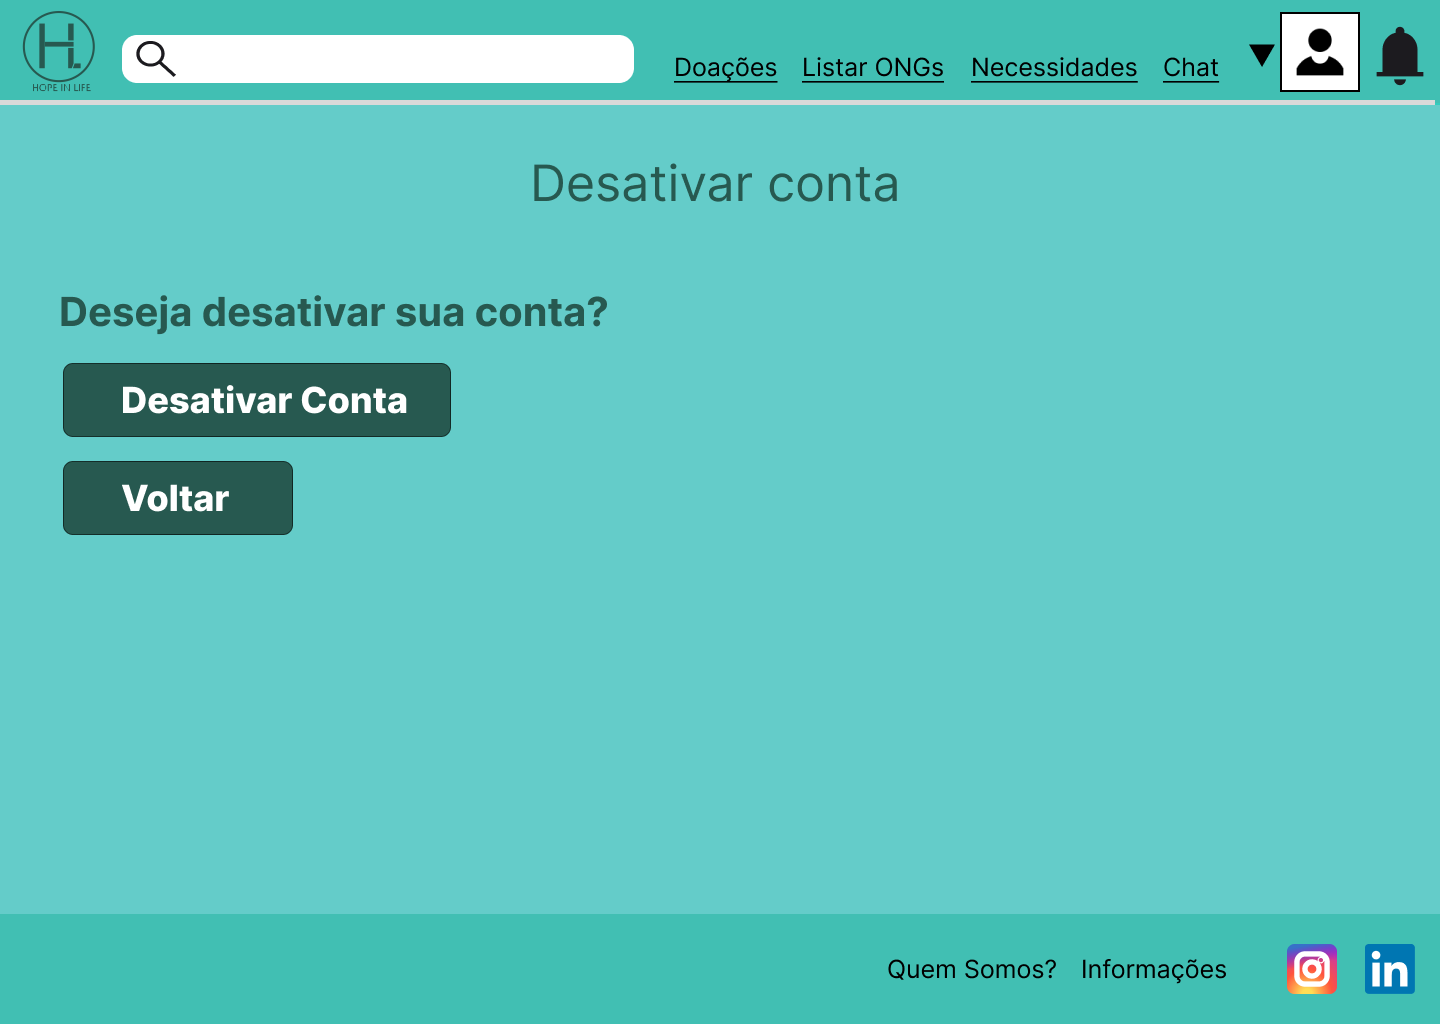 H.
HOPE IN LIFE
Doações Listar ONGs Necessidades Chat
Desativar conta
Deseja desativar sua conta?
Desativar Conta
Voltar
Quem Somos? Informações
in